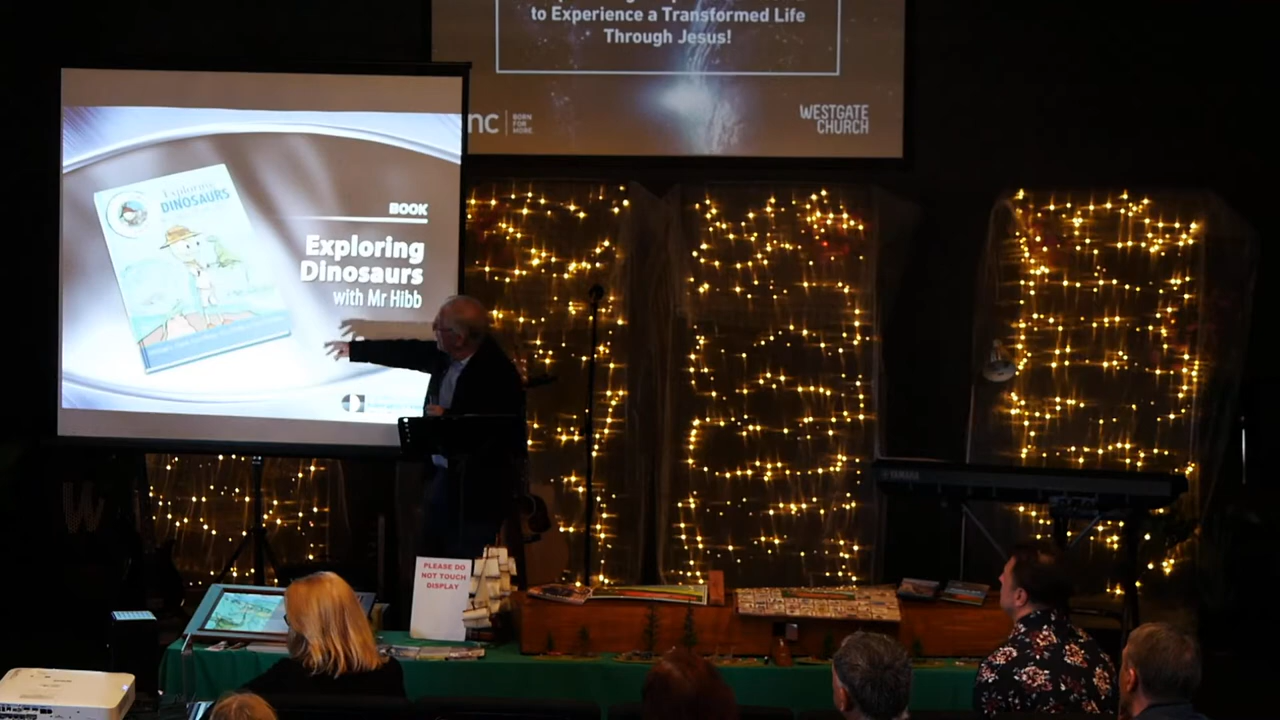 to Experience a Transformed Life
Through Jesus!
nc
BORN
FOR
MORE
WESTGATE
CHURCH
Exploring
DINOSAURS
BOOK
Exploring
Dinosaurs
with Mr Hibb
YAMAHA
W
PLEASE DO
NOT TOUCH
DISPLAY